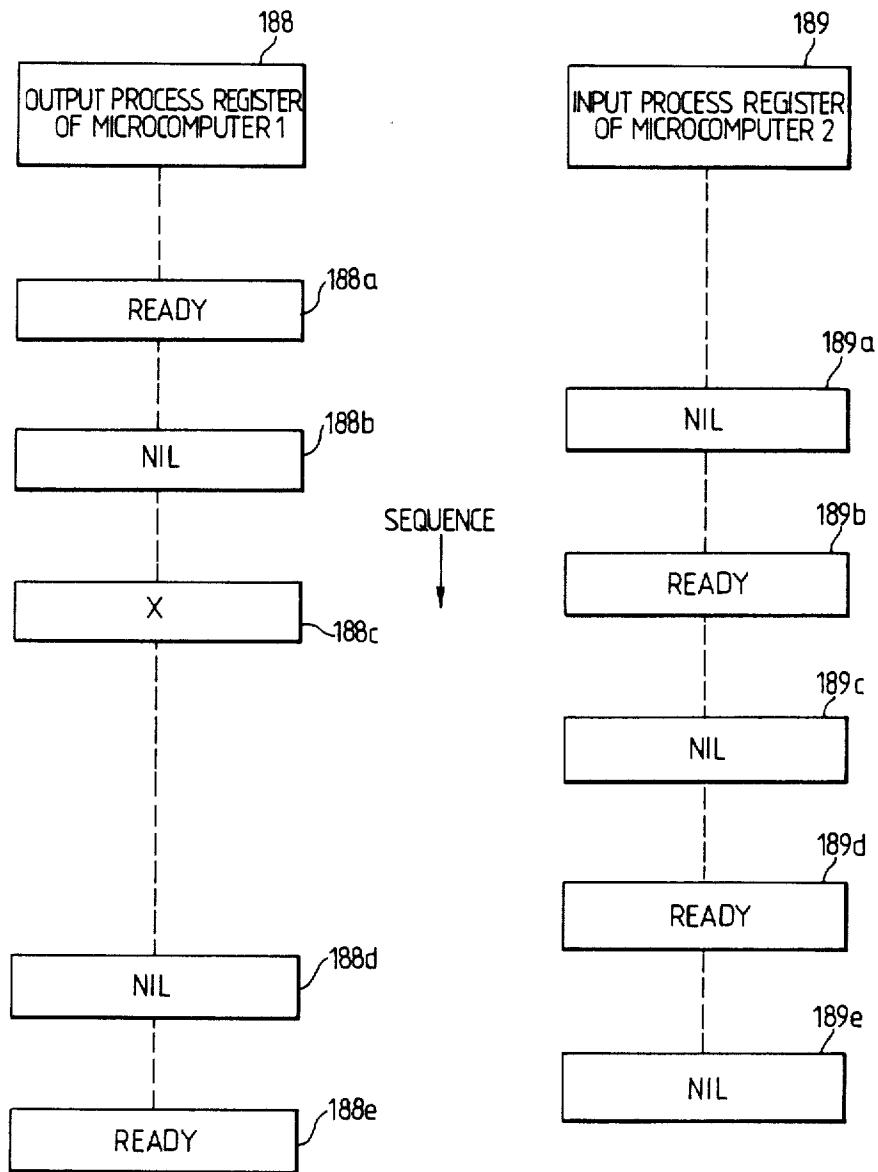 188
OUTPUT PROCESS REGISTER
OF MICROCOMPUTER 1
188a
READY
188b
NIL
X
188c
188d
NIL
188e
READY
SEQUENCE
189
INPUT PROCESS REGISTER
OF MICROCOMPUTER 2
189a
NIL
189b
READY
189c
NIL
189d
READY
189e
NIL